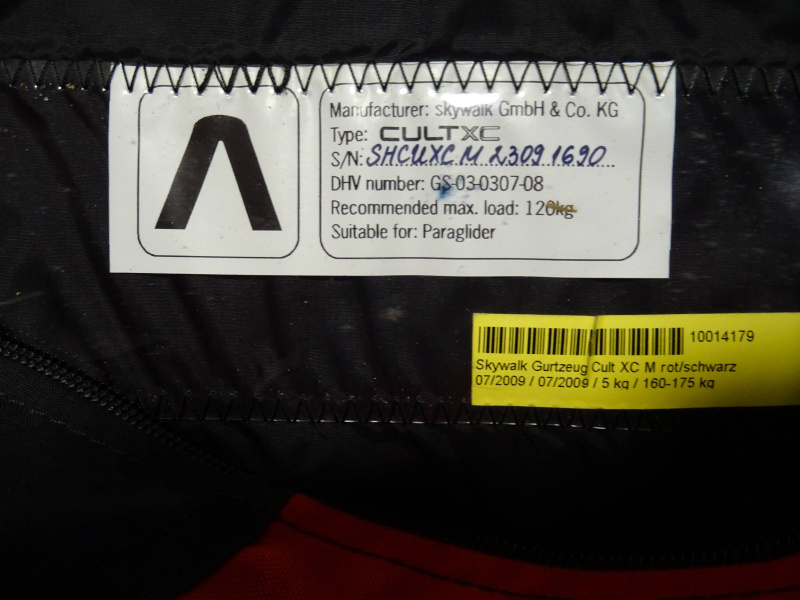 Manufacturer: skywalk GmbH & Co. KG
Type: CULT XC
S/N: SHCUXC M 2309 1690
DHV number: GS-03-0307-08
Recommended max. load: 120kg
Suitable for: Paraglider
10014179
Skywalk Gurtzeug Cult XC M rot/schwarz
07/2009 / 07/2009 / 5 kg / 160-175 kg